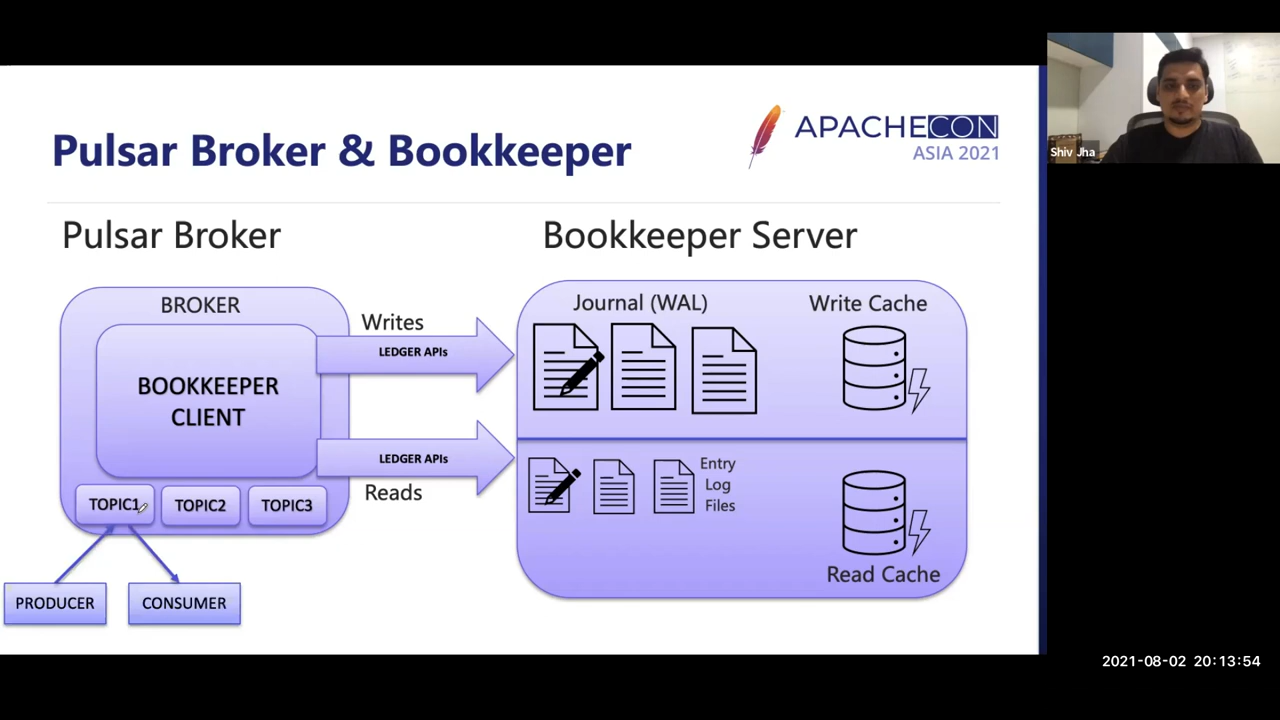 Pulsar Broker & Bookkeeper
APACHECON
ASIA 2021
Shiv Jha
Pulsar Broker
Bookkeeper Server
BROKER
BOOKKEEPER
CLIENT
TOPIC1
TOPIC2
TOPIC3
PRODUCER
CONSUMER
Writes
LEDGER APIs
LEDGER APIs
Reads
Journal (WAL)
Write Cache
Entry
Log
Files
Read Cache
2021-08-02 20:13:54